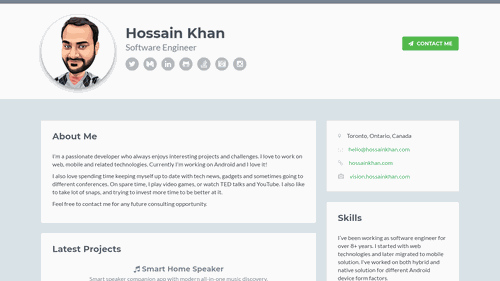 Hossain Khan
Software Engineer
CONTACT ME
About Me
I'm a passionate developer who always enjoys interesting projects and challenges. I love to work on
web, mobile and related technologies. Currently I'm working on Android and I love it!
I also love spending time keeping myself up to date with tech news, gadgets and sometimes going to
different conferences. On spare time, I play video games, or watch TED talks and YouTube. I also like
to take lot of snaps, and trying to invest more time to be better at it.
Feel free to contact me for any future consulting opportunity.
Latest Projects
Smart Home Speaker
Smart speaker companion app with modern all-in-one music discovery,
Toronto, Ontario, Canada
hello@hossainkhan.com
hossainkhan.com
vision.hossainkhan.com
Skills
I've been working as software engineer for
over 8+ years. I started with web
technologies and later migrated to mobile
solution. I've worked on both hybrid and
native solution for different Android
device form factors.